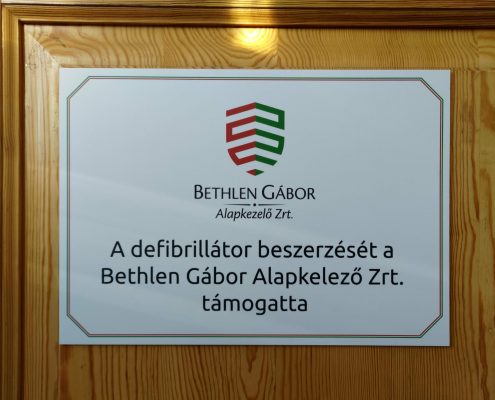 BETHLEN GÁBOR
Alapkezelő Zrt.
A defibrillátor beszerzését a
Bethlen Gábor Alapkelező Zrt.
támogatta